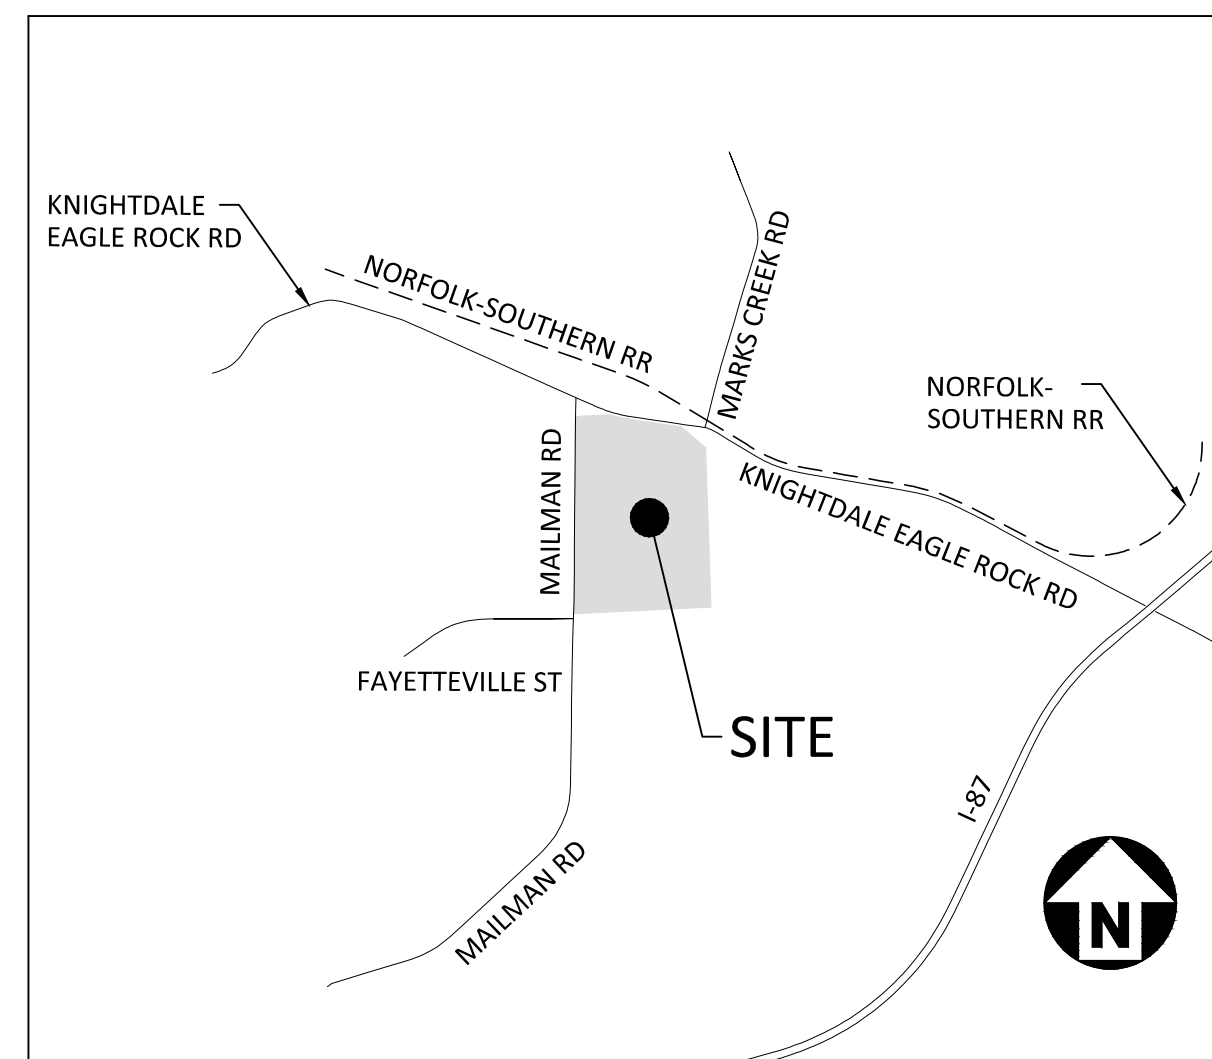 KNIGHTDALE
EAGLE ROCK RD
NORFOLK-SOUTHERN RR
MARKS CREEK RD
NORFOLK-
SOUTHERN RR
MAILMAN RD
KNIGHTDALE EAGLE ROCK RD
FAYETTEVILLE ST
SITE
I-87
MAILMAN RD
N